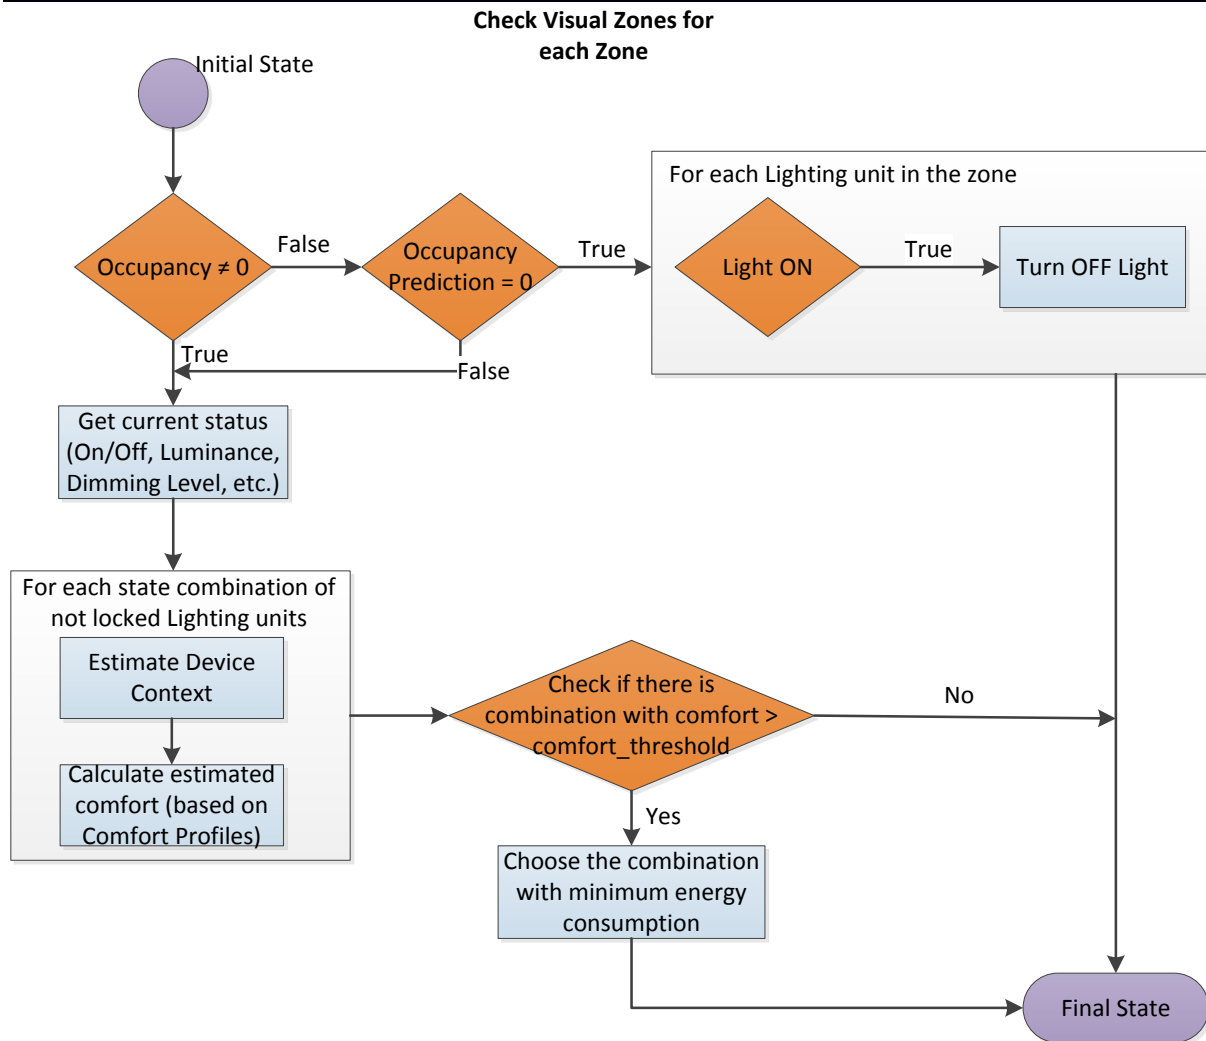 Check Visual Zones for
each Zone
Initial State
For each Lighting unit in the zone
Occupancy ≠ 0
False
Occupancy
Prediction = 0
True
Light ON
True
Turn OFF Light
True
False
Get current status
(On/Off, Luminance,
Dimming Level, etc.)
For each state combination of
not locked Lighting units
Estimate Device
Context
Calculate estimated
comfort (based on
Comfort Profiles)
Check if there is
combination with comfort >
comfort_threshold
No
Yes
Choose the combination
with minimum energy
consumption
Final State